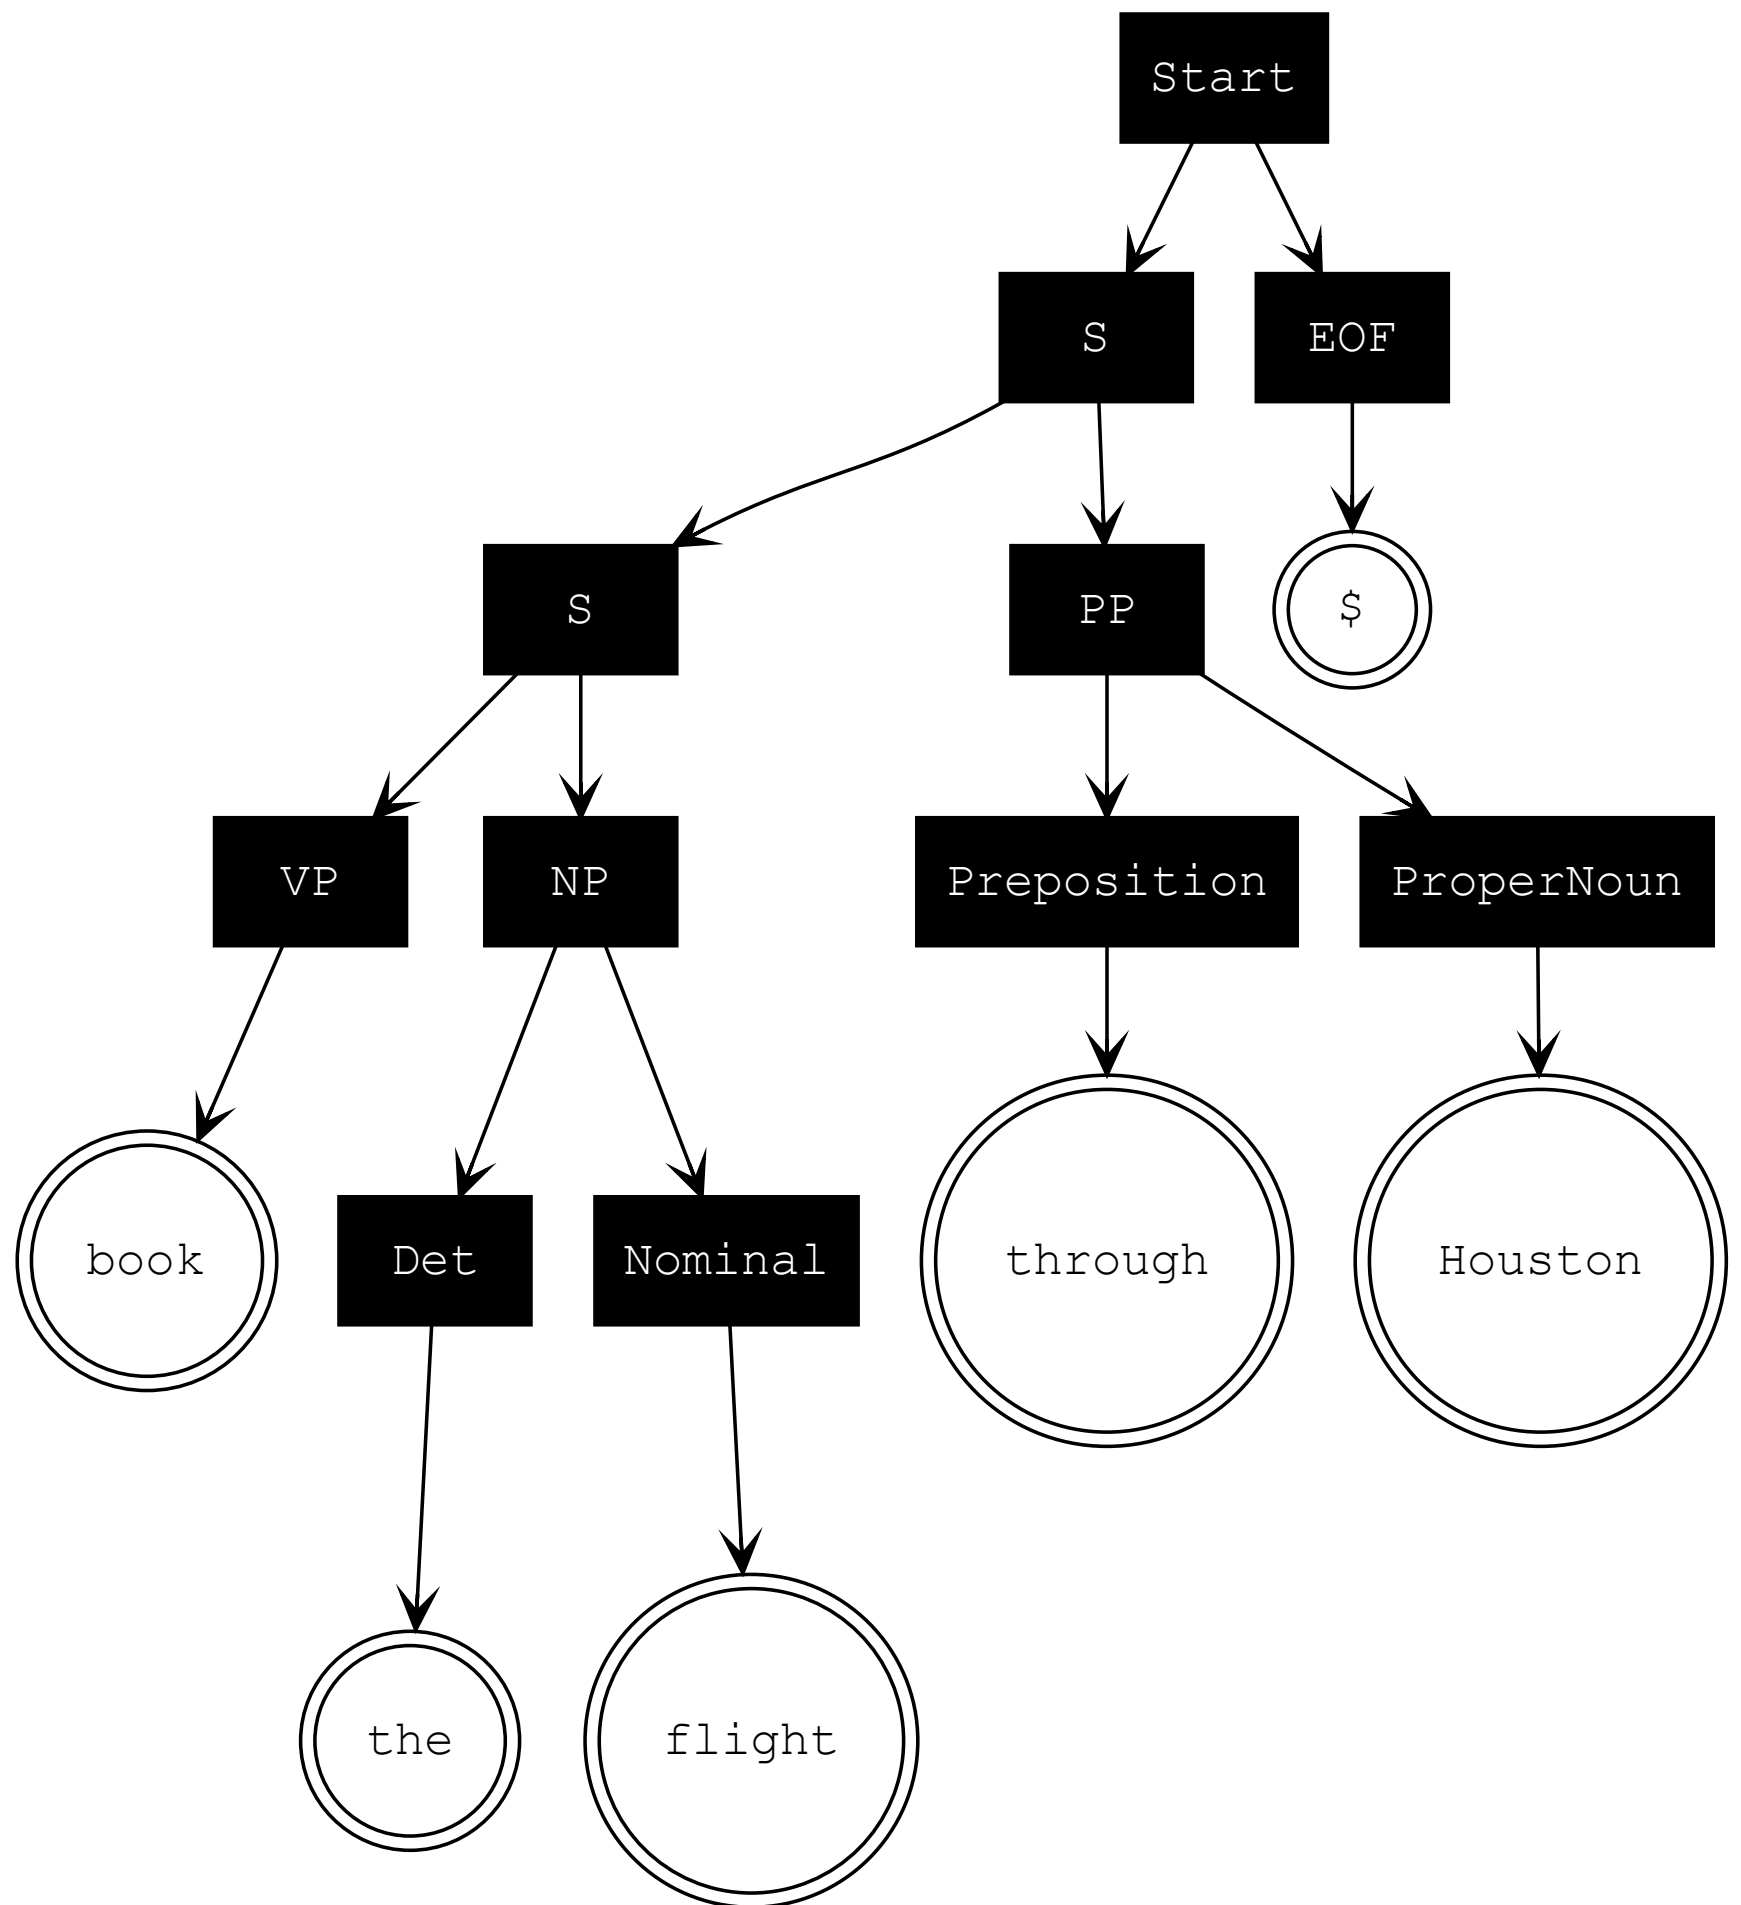 Start
S
EOF
S
PP
$
VP
NP
Preposition
ProperNoun
book
Det
Nominal
through
Houston
the
flight